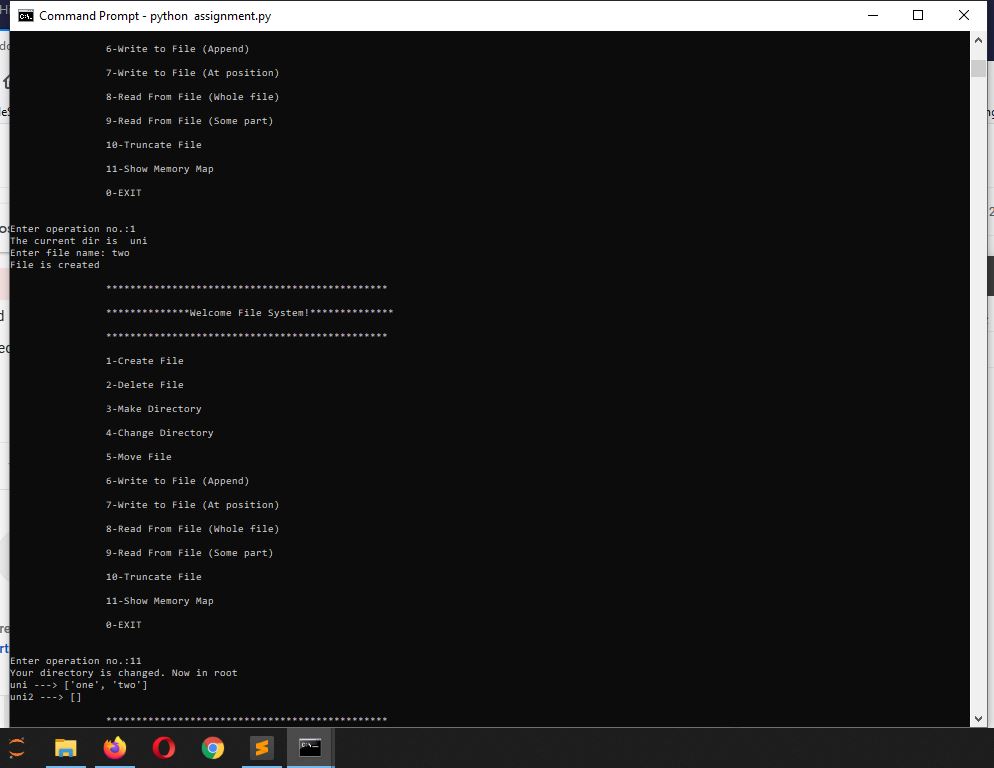 Command Prompt - python assignment.py
6-Write to File (Append)
7-Write to File (At position)
8-Read From File (Whole file)
9-Read From File (Some part)
10-Truncate File
11-Show Memory Map
0-EXIT
Enter operation no.:1
The current dir is  uni
Enter file name: two
File is created
***********************************************
**************Welcome File System!**************
***********************************************
1-Create File
2-Delete File
3-Make Directory
4-Change Directory
5-Move File
6-Write to File (Append)
7-Write to File (At position)
8-Read From File (Whole file)
9-Read From File (Some part)
10-Truncate File
11-Show Memory Map
0-EXIT
Enter operation no.:11
Your directory is changed. Now in root
uni ---> ['one', 'two']
uni2 ---> []
***********************************************